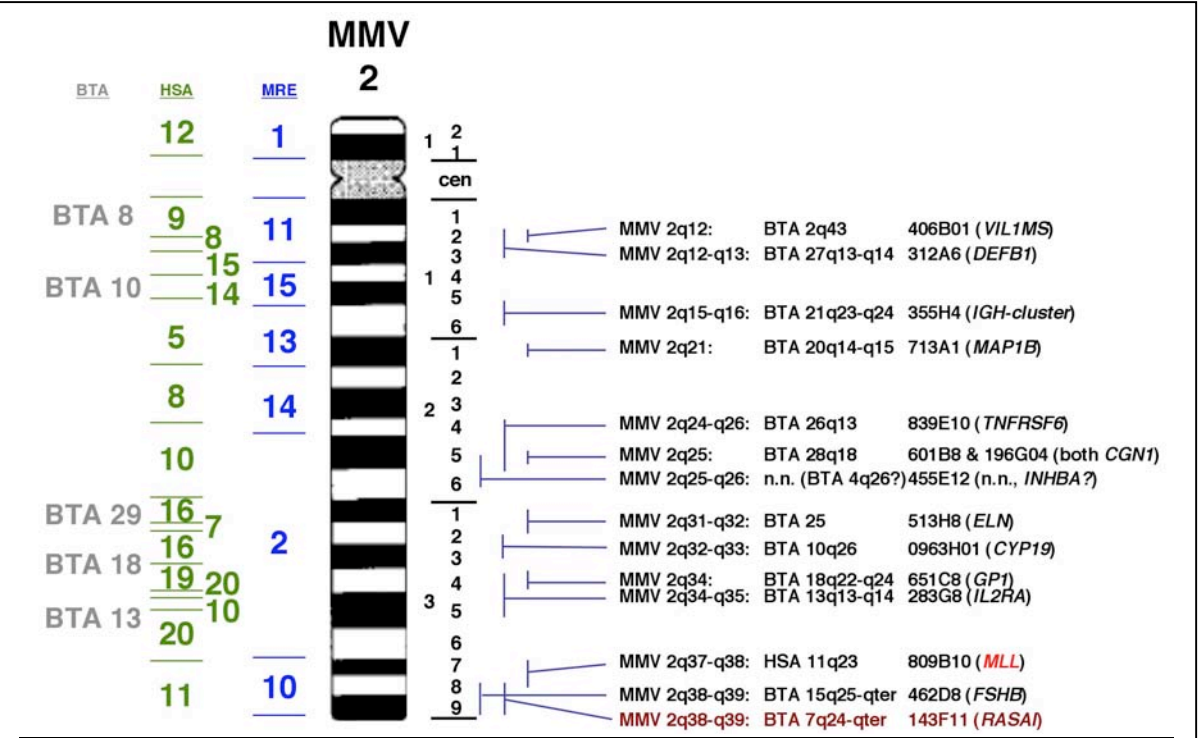 MMV
2
BTA HSA MRE
12 1
1 2
1
cen
BTA 8 9 11
8
15
BTA 10 14 15
5 13
8 14
10
BTA 29 16 7
16 2
BTA 18
19 20
10
BTA 13 20
11 10
1
1
2
3
4
5
6
2
1
2
3
4
5
6
3
1
2
3
4
5
6
7
8
9
MMV 2q12: BTA 2q43 406B01 (VIL1MS)
MMV 2q12-q13: BTA 27q13-q14 312A6 (DEFB1)
MMV 2q15-q16: BTA 21q23-q24 355H4 (IGH-cluster)
MMV 2q21: BTA 20q14-q15 713A1 (MAP1B)
MMV 2q24-q26: BTA 26q13 839E10 (TNFRSF6)
MMV 2q25: BTA 28q18 601B8 & 196G04 (both CGN1)
MMV 2q25-q26: n.n. (BTA 4q26?) 455E12 (n.n., INHBA?)
MMV 2q31-q32: BTA 25 513H8 (ELN)
MMV 2q32-q33: BTA 10q26 0963H01 (CYP19)
MMV 2q34: BTA 18q22-q24 651C8 (GP1)
MMV 2q34-q35: BTA 13q13-q14 283G8 (IL2RA)
MMV 2q37-q38: HSA 11q23 809B10 (MLL)
MMV 2q38-q39: BTA 15q25-qter 462D8 (FSHB)
MMV 2q38-q39: BTA 7q24-qter 143F11 (RASAI)